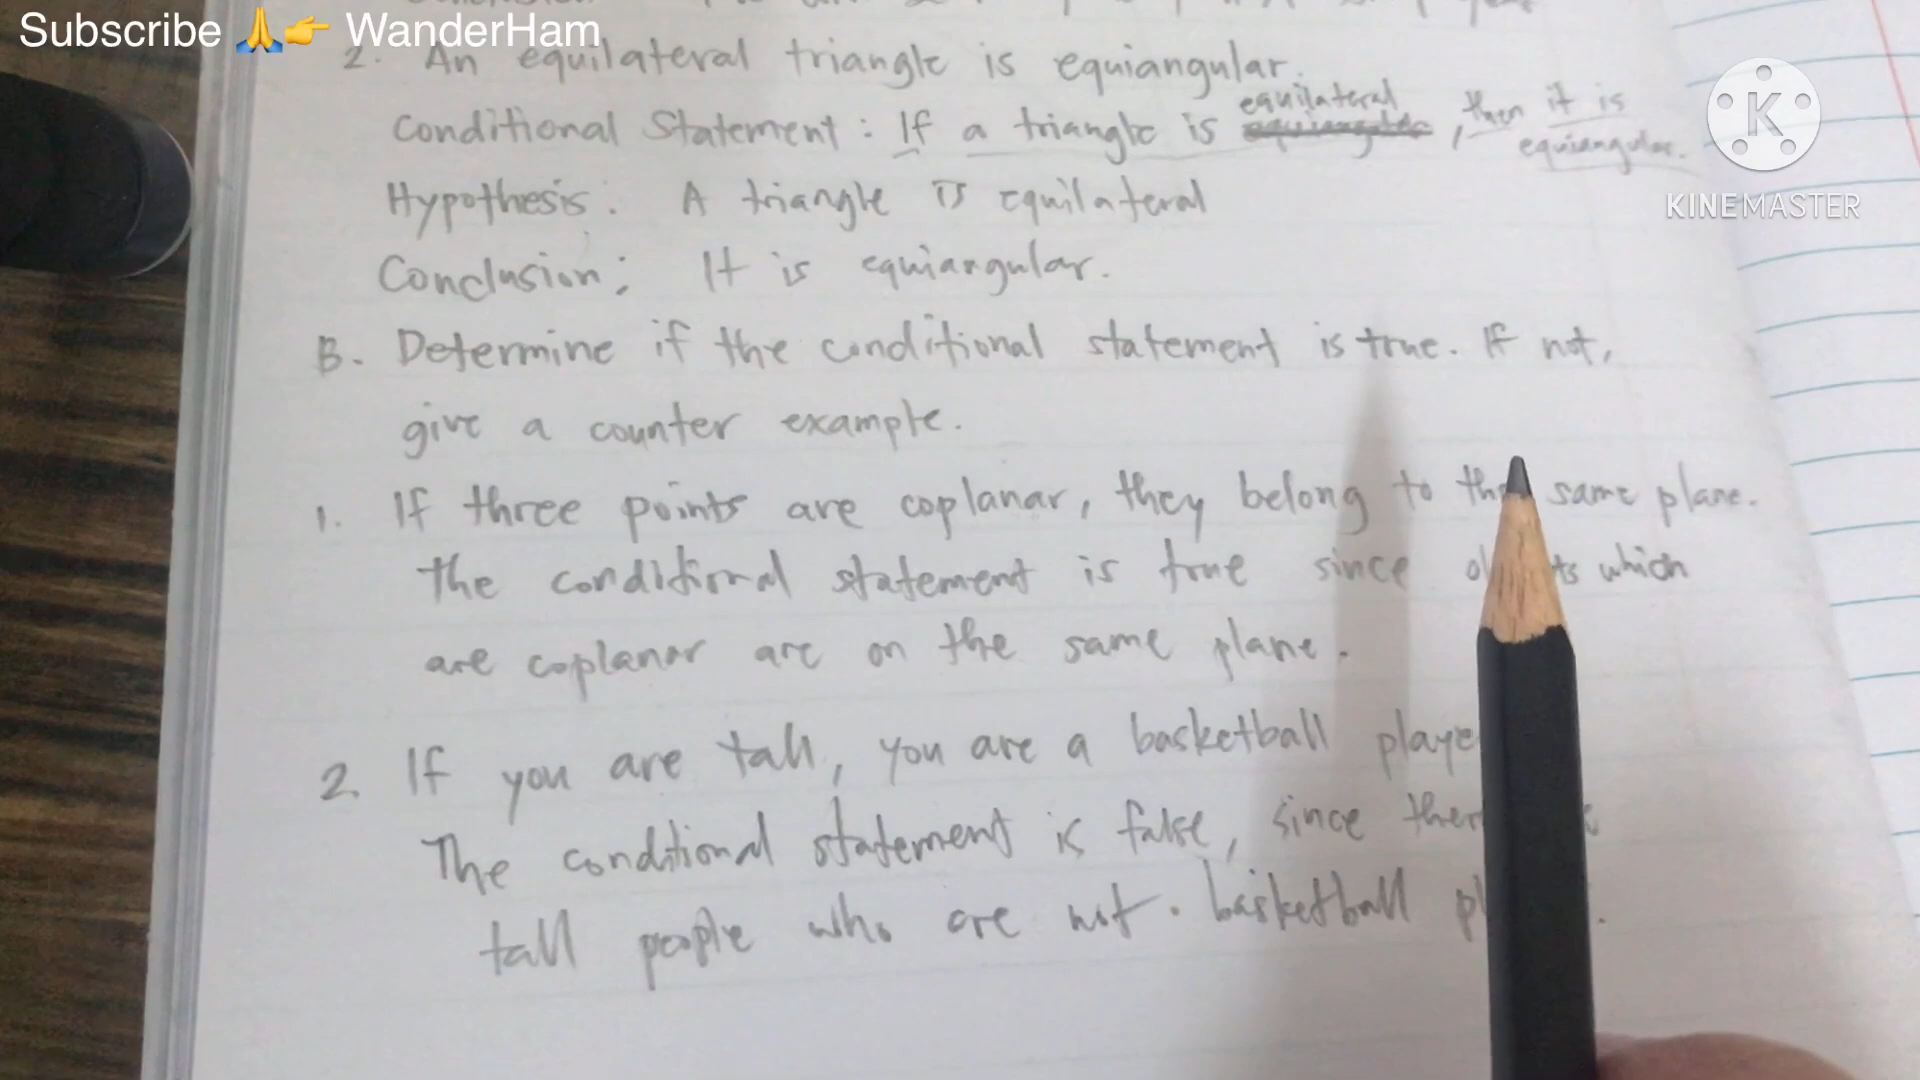 Subscribe 🙏👉 WanderHam
2. An equilateral triangle is equiangular.
Conditional Statement : If a triangle is equilateral, then it is equiangular.
Hypothesis : A triangle is equilateral
Conclusion : It is equiangular.
B. Determine if the conditional statement is true. If not,
give a counter example.
1. If three points are coplanar, they belong to the same plane.
The conditional statement is true since which
are coplanar are on the same plane.
2. If you are tall, you are a basketball
The conditional statement is false, since
tall people who are not basketball
K
KINEMASTER